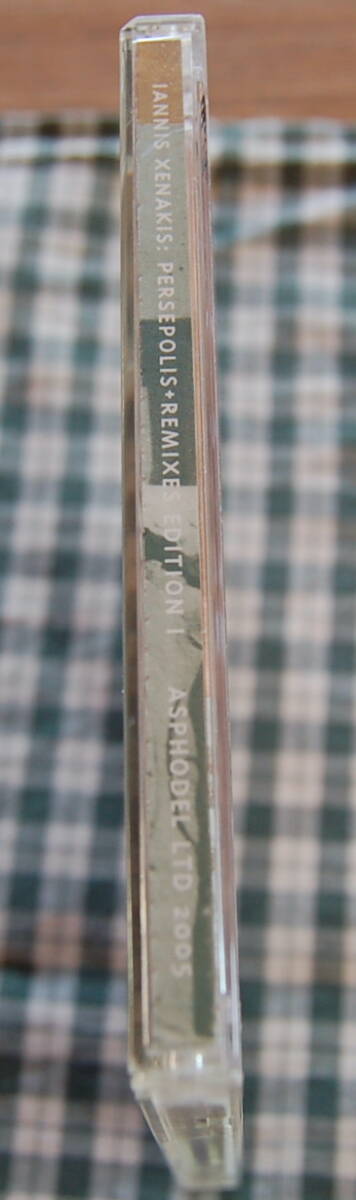 IANNIS XENAKIS: PERSEPOLIS+REMIXES EDITION I ASPHODEL LTD 2005